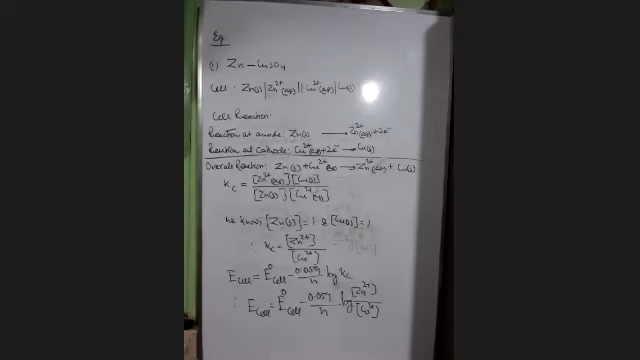 Eg
c) Zn - CuSO4
Cell : Zn(s) | Zn2+(aq) || Cu2+(aq) | Cu(s)
Cell Reaction:
Reaction at anode: Zn(s) → Zn2+(aq) + 2e-
Reaction at Cathode: Cu2+(aq) + 2e- → Cu(s)
Overall Reaction: Zn(s) + Cu2+(aq) → Zn2+(aq) + Cu(s)
Kc = [Zn2+(aq)] [Cu(s)] / [Zn(s)] [Cu2+(aq)]
we know [Zn(s)] = 1 & [Cu(s)] = 1
∴ Kc = [Zn2+] / [Cu2+]
Ecell = E0cell - 0.059/n log Kc
∴ Ecell = E0cell - 0.059/n log [Zn2+] / [Cu2+]